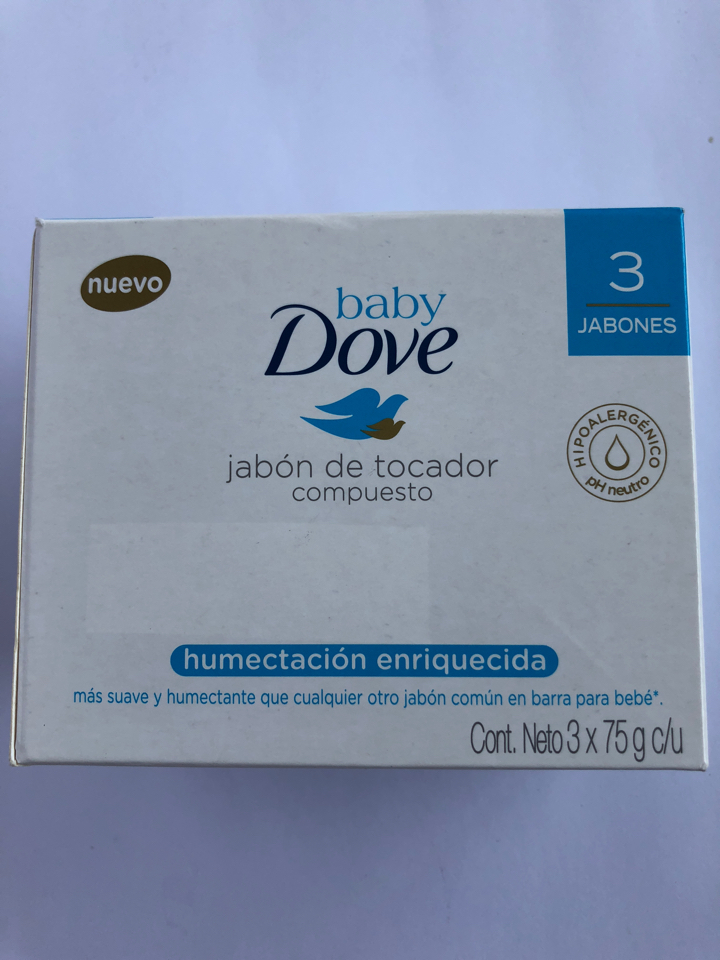 nuevo
baby
Dove
3
JABONES
HIPOALERGÉNICO
pH neutro
jabón de tocador
compuesto
humectación enriquecida
más suave y humectante que cualquier otro jabón común en barra para bebé*.
Cont. Neto 3 x 75 g c/u